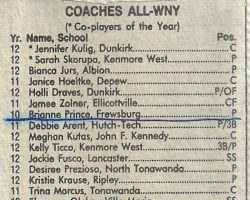 COACHES ALL-WNY
(* Co-players of the Year)
Yr. Name, School Pos.
12 * Jennifer Kulig, Dunkirk C
12 * Sarah Skorupa, Kenmore West P
12 Bianca Jurs, Albion P
11 Janice Hoeltke, Depew C
12 Holli Draves, Dunkirk P/OF
11 Jamee Zolner, Ellicottville CF
10 Brianne Prince, Frewsburg P
12 Debbie Arent, Hutch-Tech P/3B
12 Meghan Kutas, John F. Kennedy C
12 Kelly Ticco, Kenmore West 3B/P
12 Jackie Fusco, Lancaster SS
12 Desiree Prezioso, North Tonawanda P
12 Kristie Krause, Ripley P
11 Trina Marcus, Tonawanda C